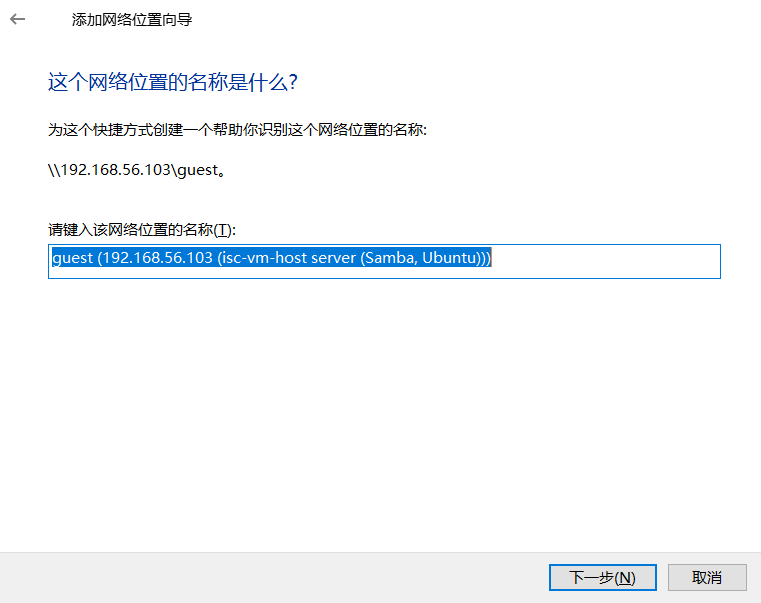 添加网络位置向导
这个网络位置的名称是什么?
为这个快捷方式创建一个帮助你识别这个网络位置的名称:
\\192.168.56.103\guest。
请键入该网络位置的名称(T):
guest (192.168.56.103 (isc-vm-host server (Samba, Ubuntu)))
下一步(N)
取消